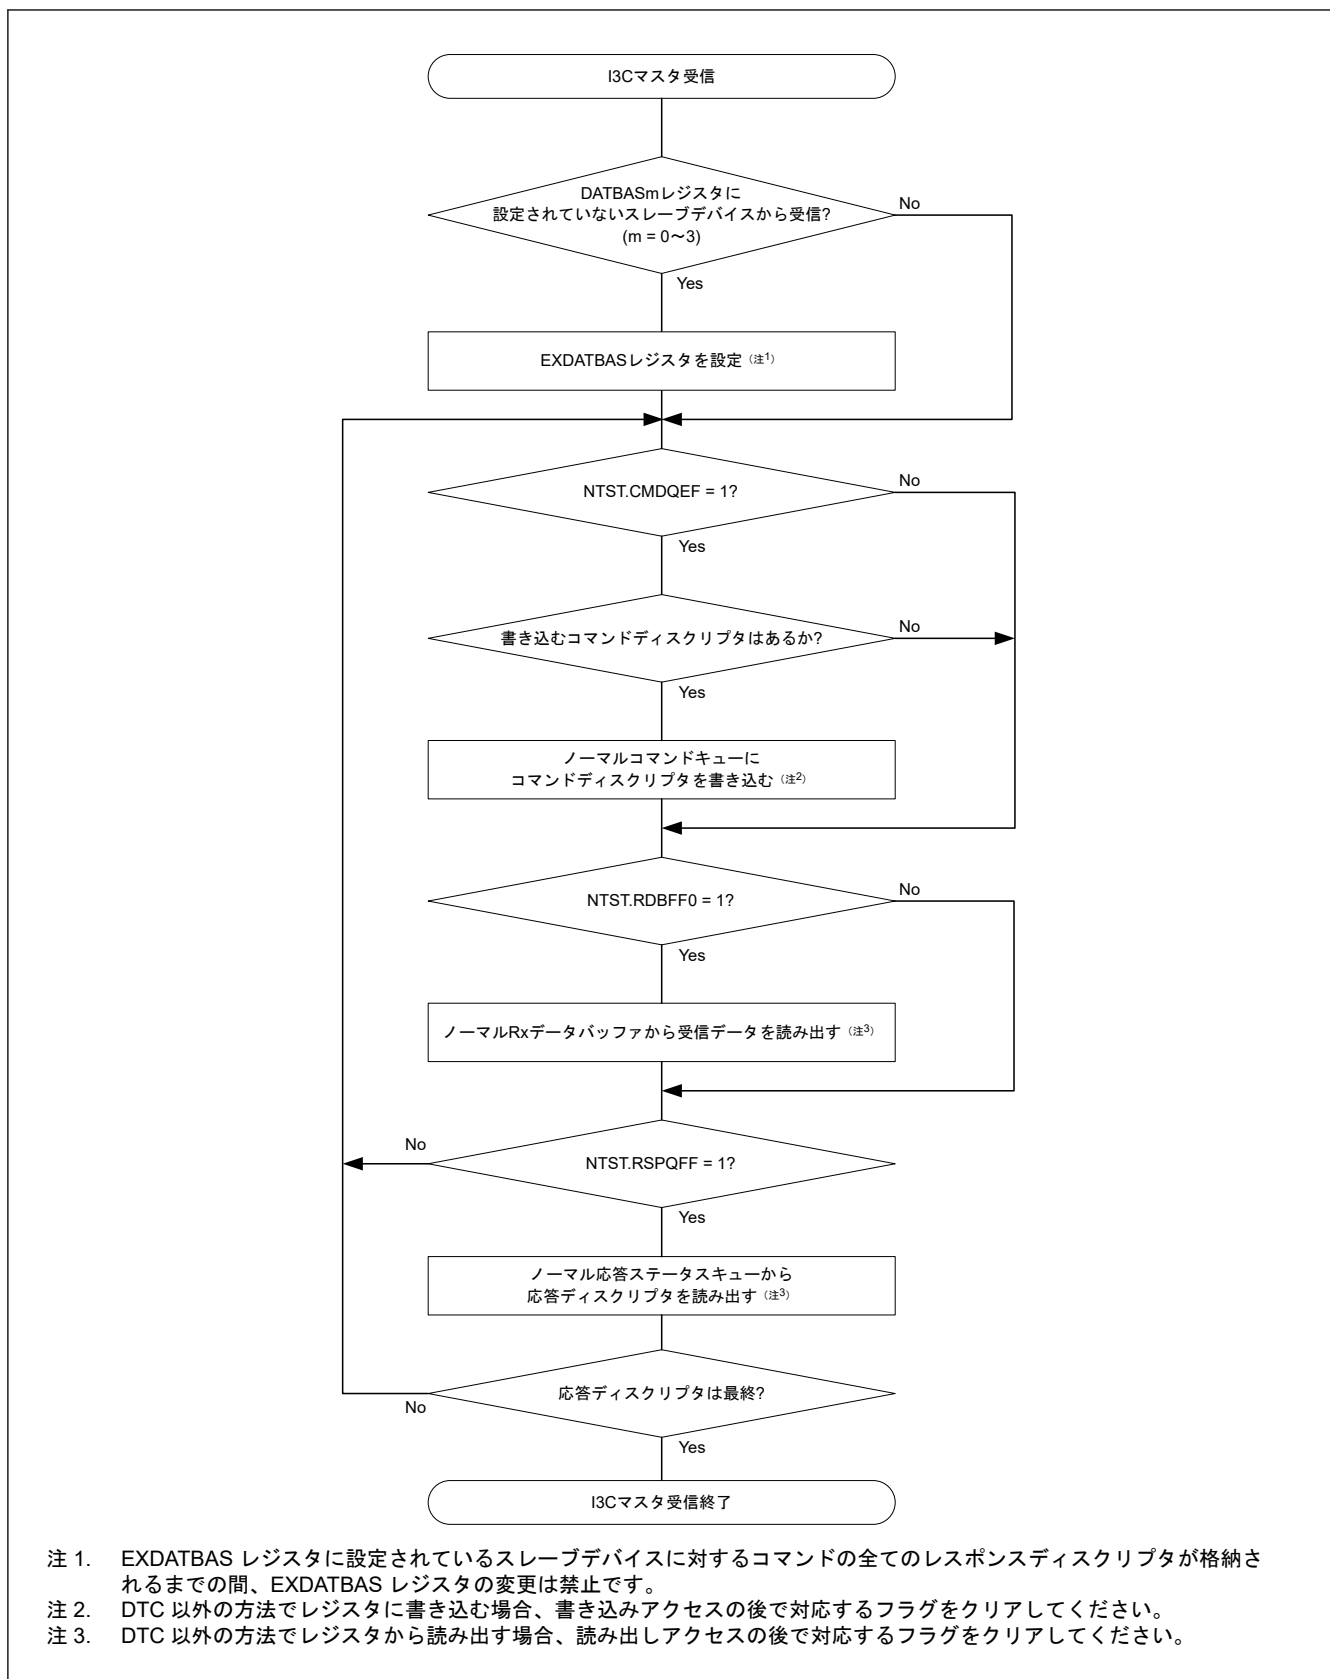 I3Cマスタ受信
DATBASmレジスタに
設定されていないスレーブデバイスから受信?
(m = 0～3)
No
Yes
EXDATBASレジスタを設定（注1）
NTST.CMDQEF = 1?
No
Yes
書き込むコマンドディスクリプタはあるか?
No
Yes
ノーマルコマンドキューに
コマンドディスクリプタを書き込む（注2）
NTST.RDBFF0 = 1?
No
Yes
ノーマルRxデータバッファから受信データを読み出す（注3）
No
NTST.RSPQFF = 1?
Yes
ノーマル応答ステータスキューから
応答ディスクリプタを読み出す（注3）
応答ディスクリプタは最終?
No
Yes
I3Cマスタ受信終了
注 1. EXDATBAS レジスタに設定されているスレーブデバイスに対するコマンドの全てのレスポンスディスクリプタが格納さ
れるまでの間、EXDATBAS レジスタの変更は禁止です。
注 2. DTC 以外の方法でレジスタに書き込む場合、書き込みアクセスの後で対応するフラグをクリアしてください。
注 3. DTC 以外の方法でレジスタから読み出す場合、読み出しアクセスの後で対応するフラグをクリアしてください。